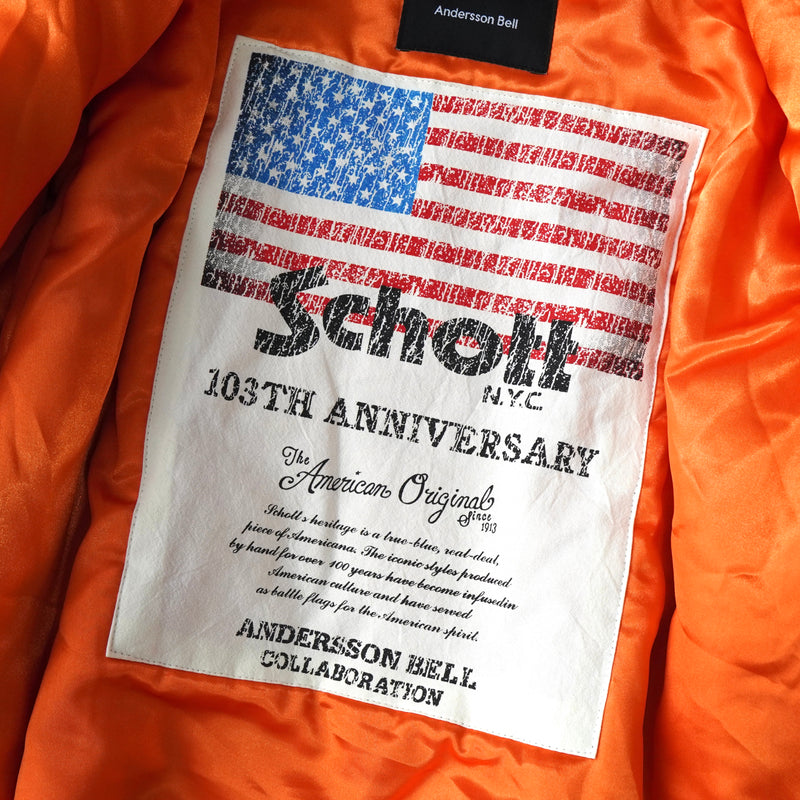 Andersson Bell
Schott
N.Y.C
103TH ANNIVERSARY
The
American Original
Since
1913
Schott's heritage is a true-blue, real-deal,
piece of Americana. The iconic styles produced
by hand for over 100 years have become infusedin
American culture and have served
as battle flags for the American spirit.
ANDERSSON BELL
COLLABORATION